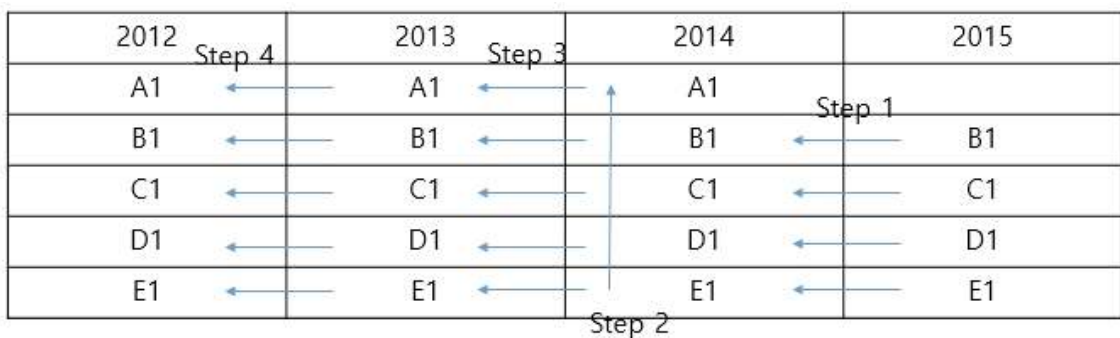 2012 2013 2014 2015
Step 4 Step 3
A1 A1 A1
Step 1
B1 B1 B1 B1
C1 C1 C1 C1
D1 D1 D1 D1
E1 E1 E1 E1
Step 2